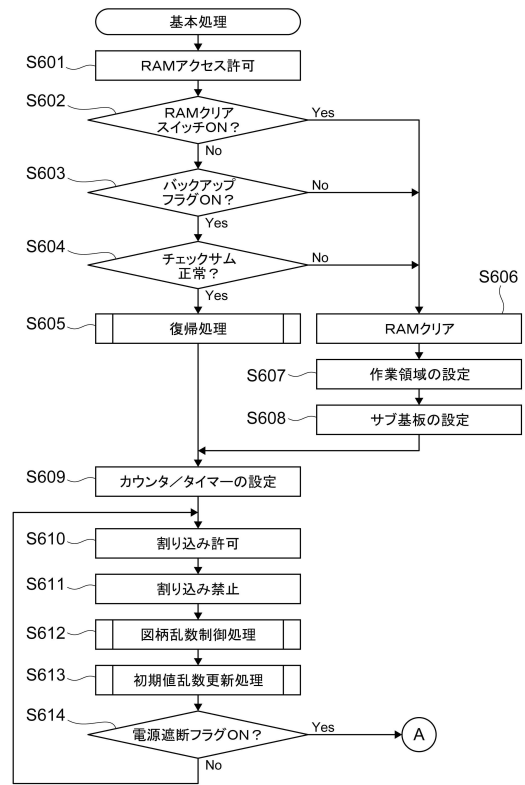 基本処理
S601
RAMアクセス許可
S602
RAMクリア
スイッチON?
Yes
No
S603
バックアップ
フラグON?
No
Yes
S604
チェックサム
正常?
No
Yes
S605
復帰処理
S606
RAMクリア
S607
作業領域の設定
S608
サブ基板の設定
S609
カウンタ/タイマーの設定
S610
割り込み許可
S611
割り込み禁止
S612
図柄乱数制御処理
S613
初期値乱数更新処理
S614
電源遮断フラグON?
Yes
A
No